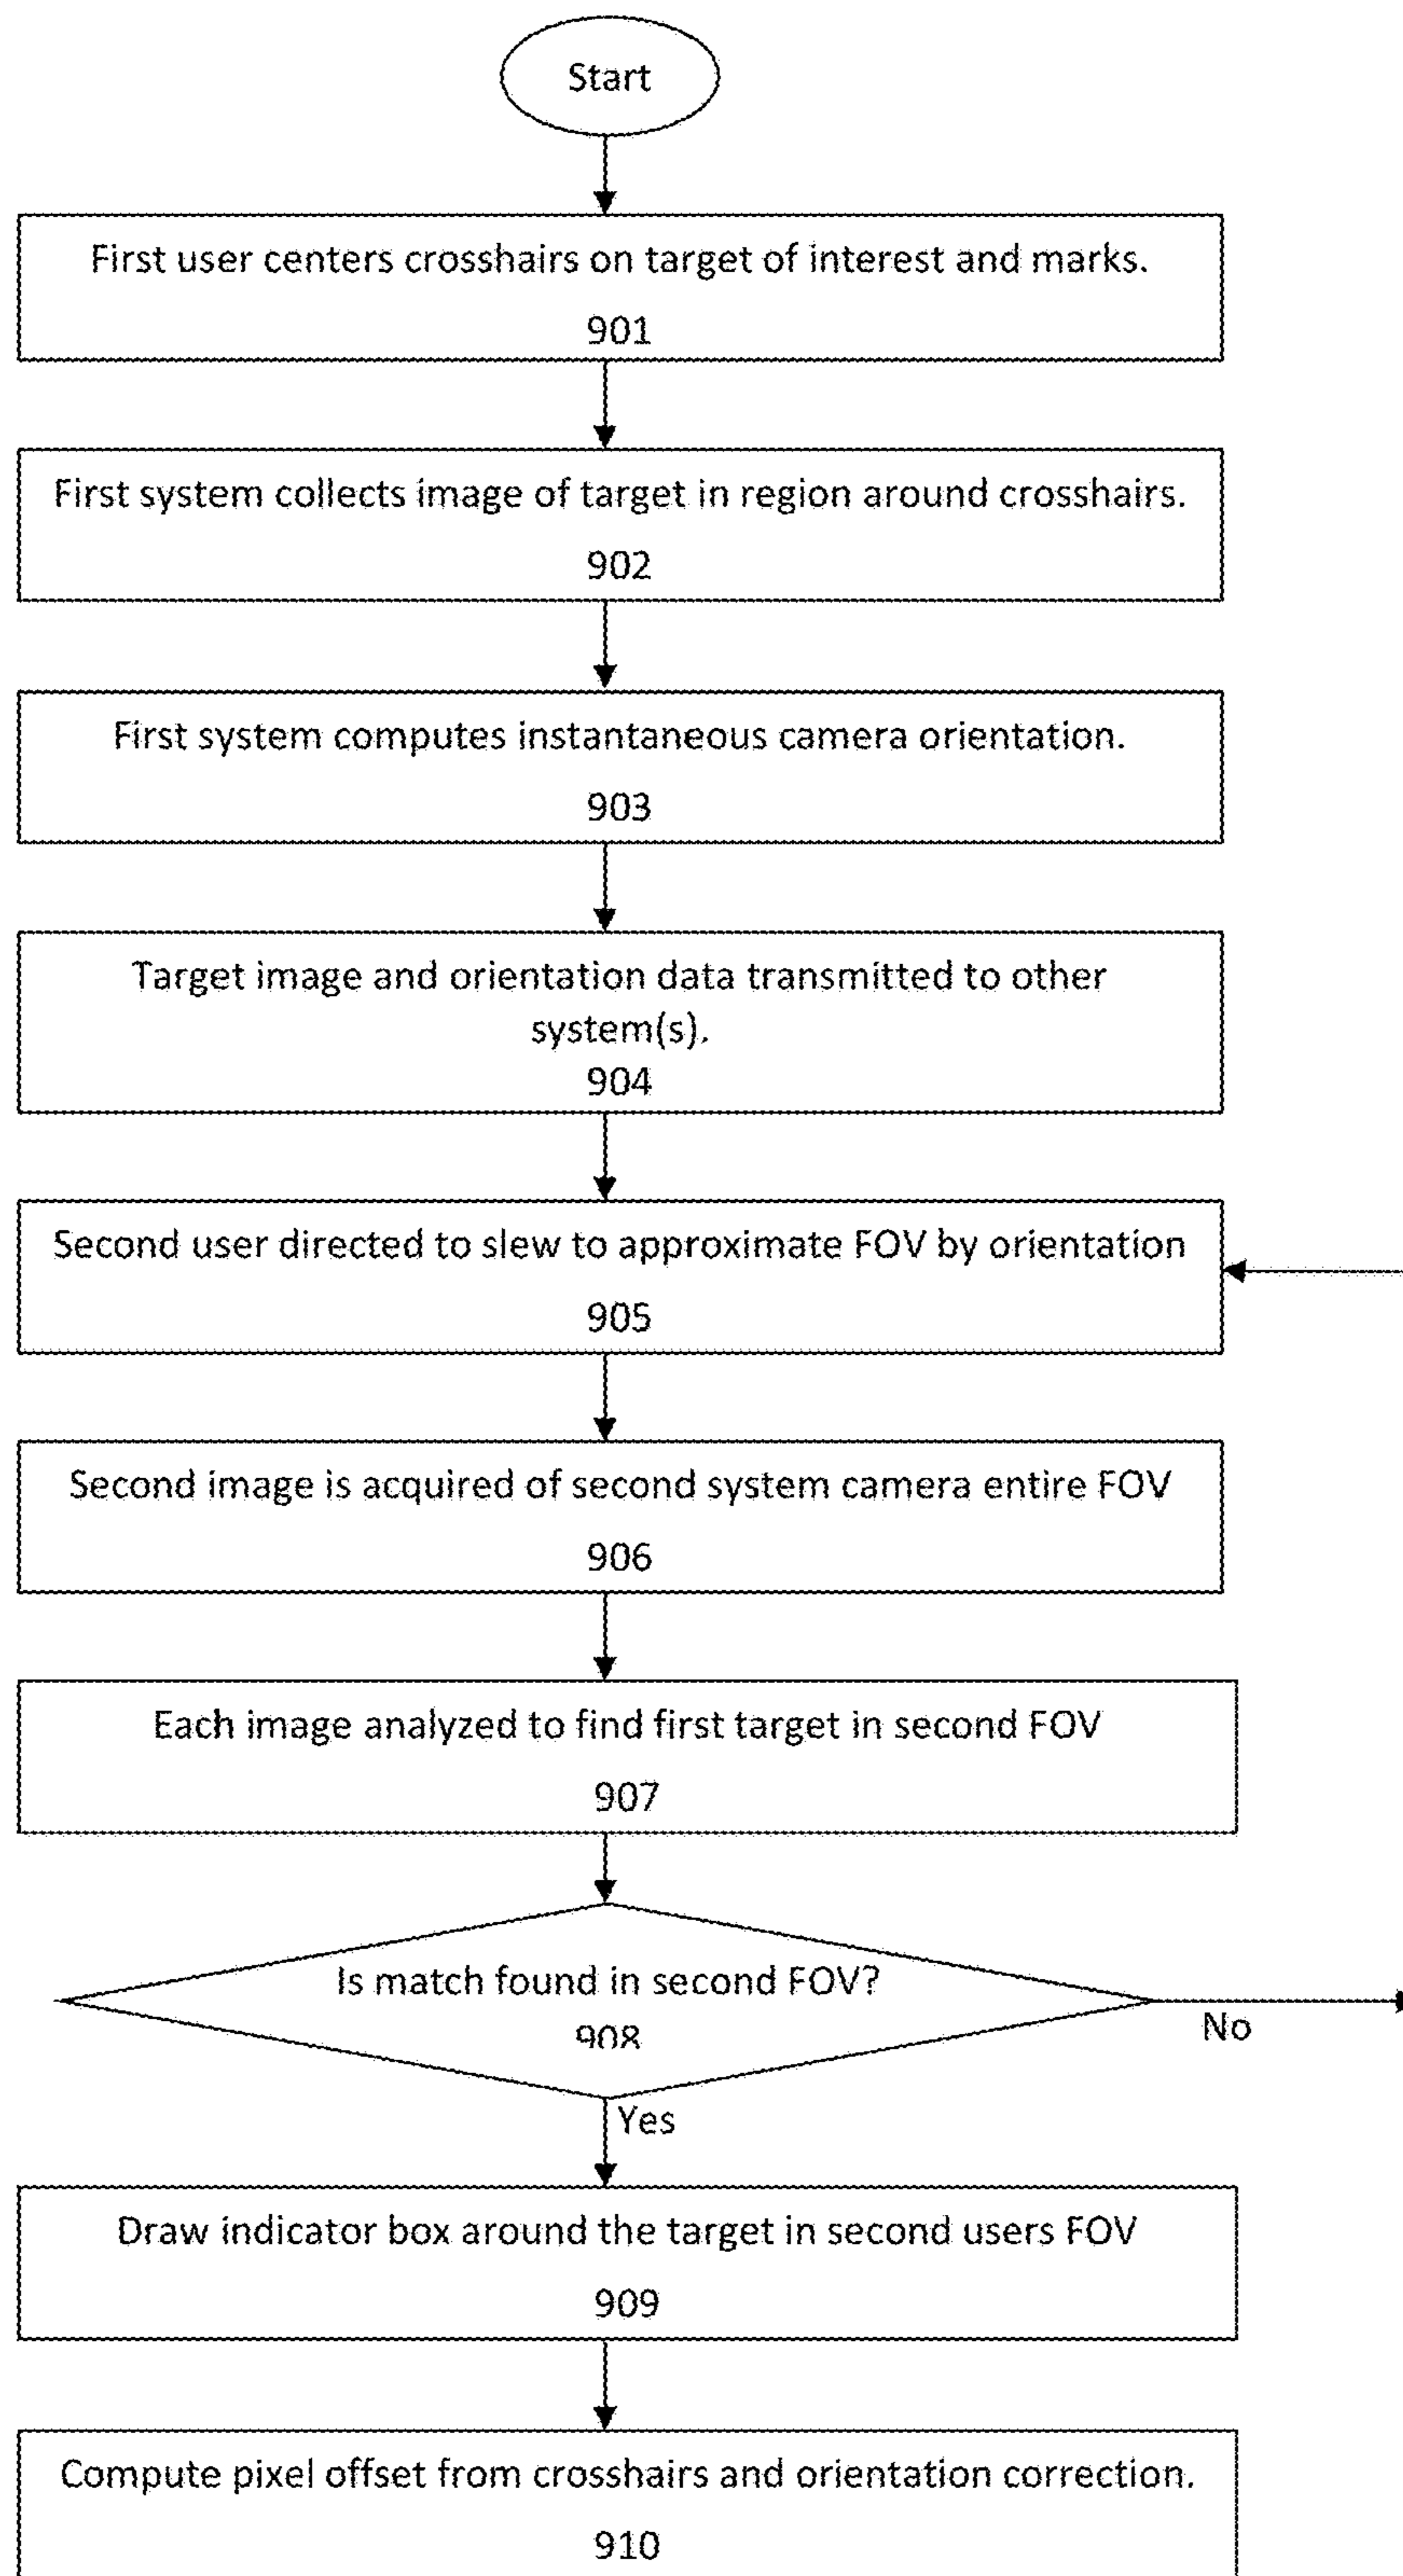 Start
First user centers crosshairs on target of interest and marks.
901
First system collects image of target in region around crosshairs.
902
First system computes instantaneous camera orientation.
903
Target image and orientation data transmitted to other
system(s).
904
Second user directed to slew to approximate FOV by orientation
905
Second image is acquired of second system camera entire FOV
906
Each image analyzed to find first target in second FOV
907
Is match found in second FOV?
908
No
Yes
Draw indicator box around the target in second users FOV
909
Compute pixel offset from crosshairs and orientation correction.
910